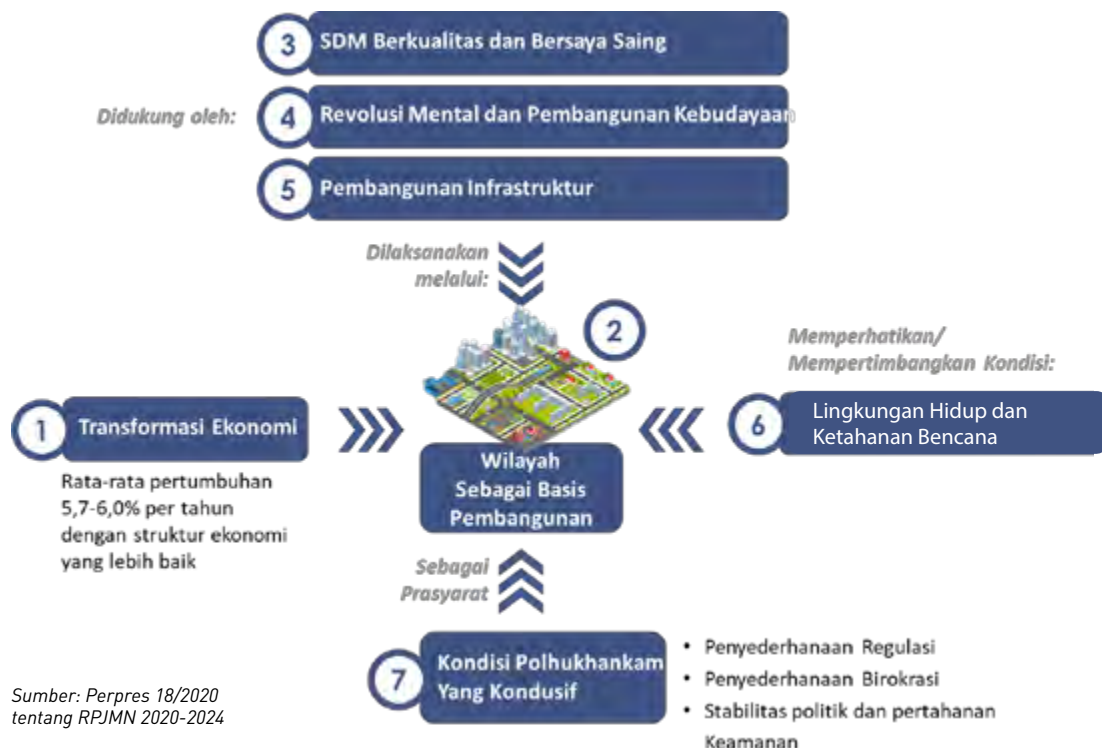 3 SDM Berkualitas dan Bersaya Saing
Didukung oleh:
4 Revolusi Mental dan Pembangunan Kebudayaan
5 Pembangunan Infrastruktur
Dilaksanakan
melalui:
2
Memperhatikan/
Mempertimbangkan Kondisi:
1 Transformasi Ekonomi
6 Lingkungan Hidup dan
Ketahanan Bencana
Rata-rata pertumbuhan
5,7-6,0% per tahun
dengan struktur ekonomi
yang lebih baik
Wilayah
Sebagai Basis
Pembangunan
Sebagai
Prasyarat
7 Kondisi Polhukhankam
Yang Kondusif
• Penyederhanaan Regulasi
• Penyederhanaan Birokrasi
• Stabilitas politik dan pertahanan
Keamanan
Sumber: Perpres 18/2020
tentang RPJMN 2020-2024